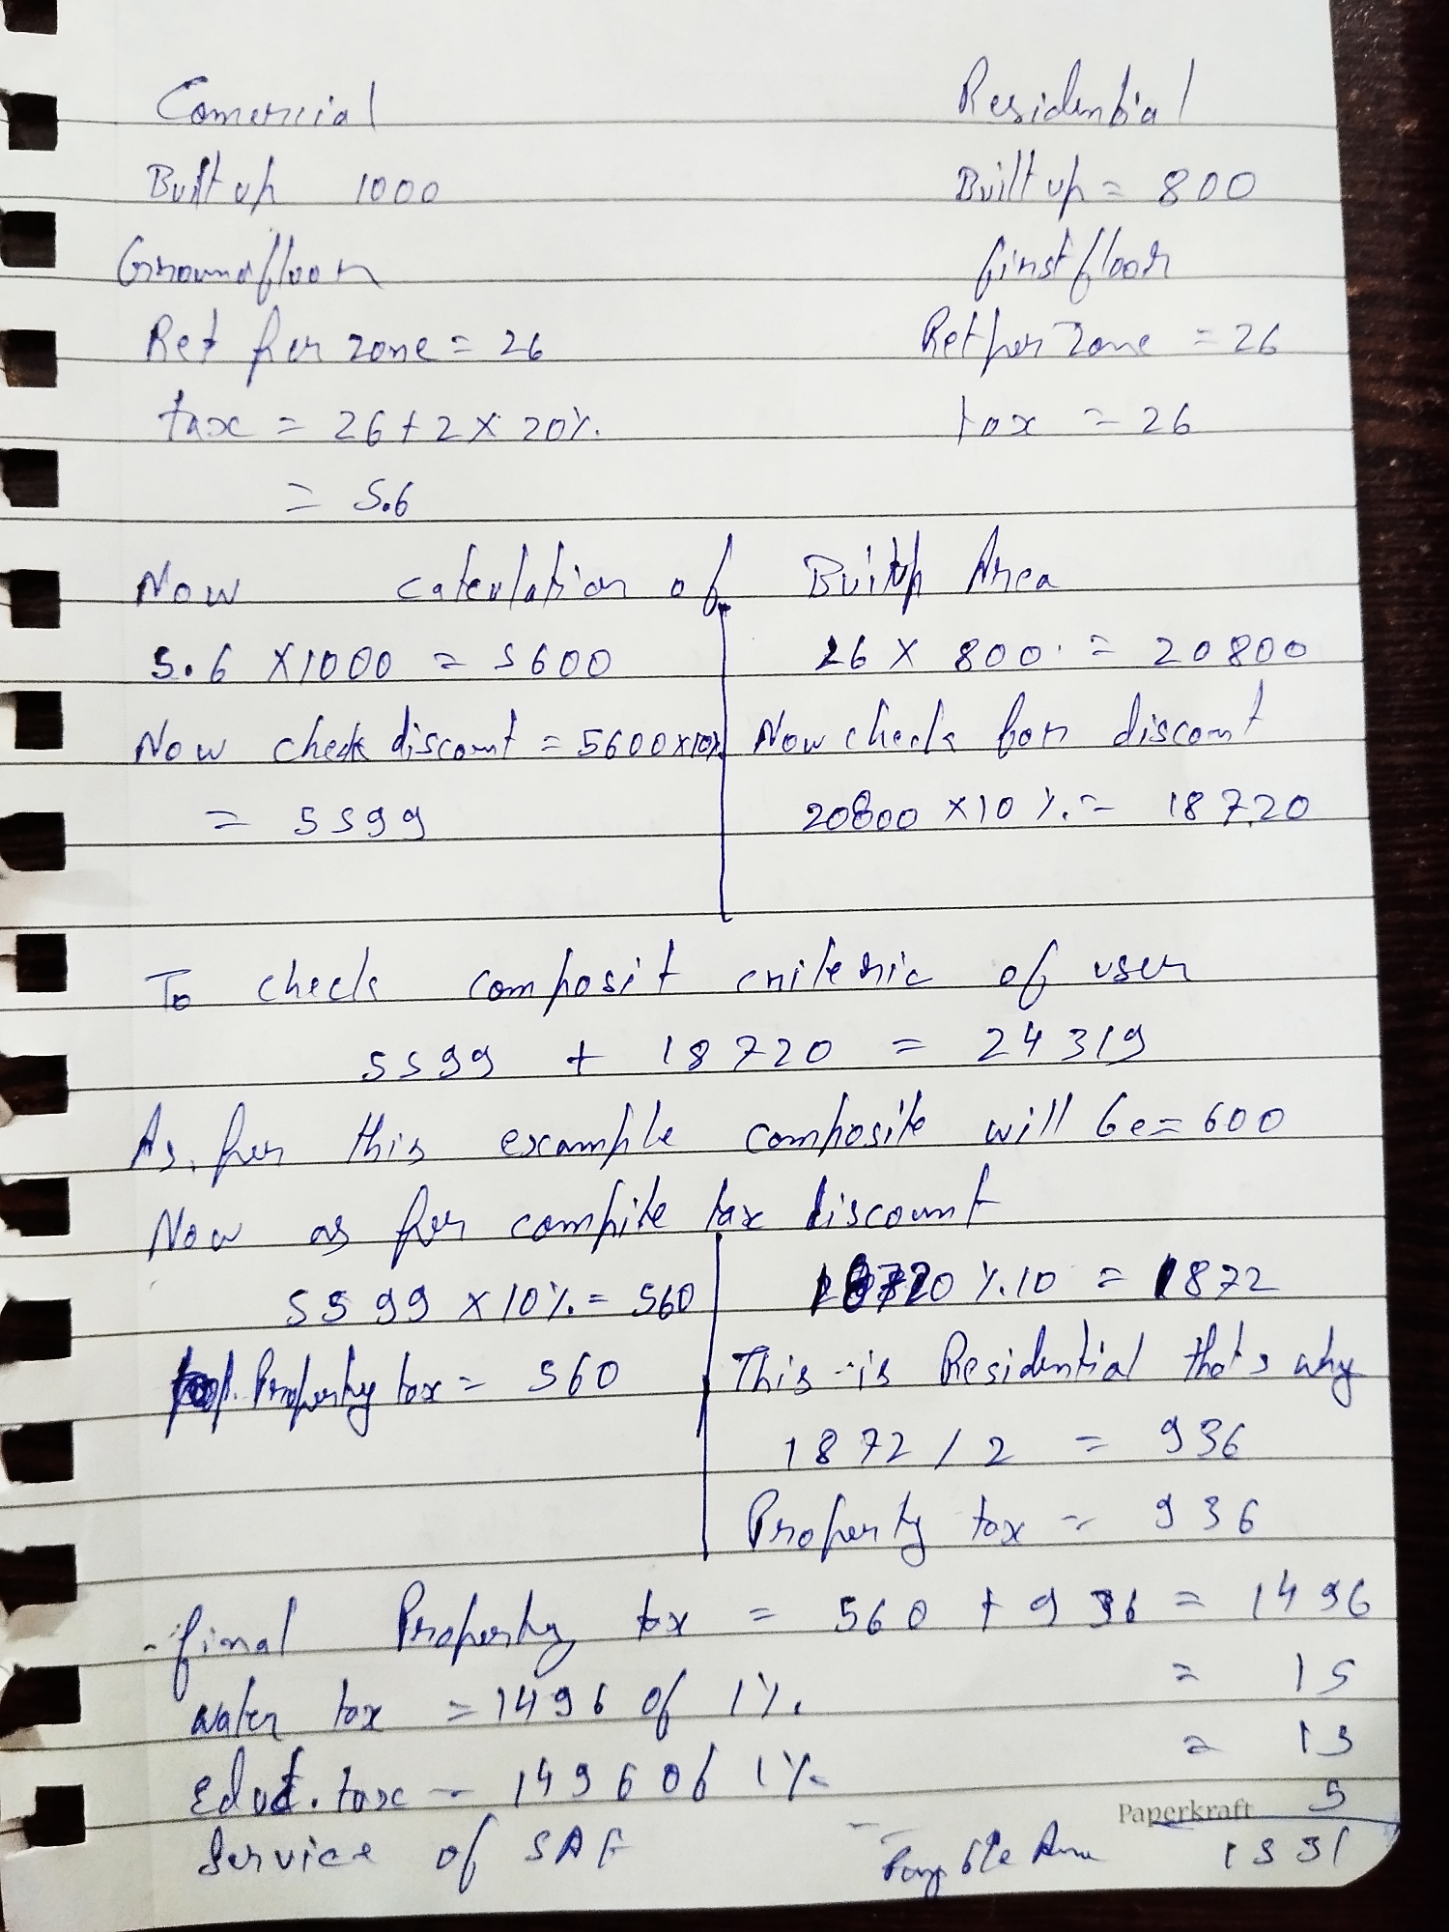 Comercial Residential
Built up 1000 Built up = 800
Ground floor first floor
Ret per zone = 26 Ret per zone = 26
tax = 26 + 2 x 20% tax = 26
= 5.6
Now calculation of Builtup Area
5.6 x 1000 = 5600 26 x 800 = 20800
Now check discount = 5600 x 10% Now check for discount
= 5599 20800 x 10 % = 18720
To check composit criteric of user
5599 + 18720 = 24319
As per this example composite will be = 600
Now as per compite tax discount
5599 x 10% = 560 18720 %.10 = 1872
Property tax = 560 This is Residential that's why
1872 / 2 = 936
Property tax = 936
final Property tax = 560 + 936 = 1496
water tax = 1496 of 1% = 15
Edut. tax - 1496 of 1% = 15
Service of SAF 5
Payble Am 1531
Paperkraft